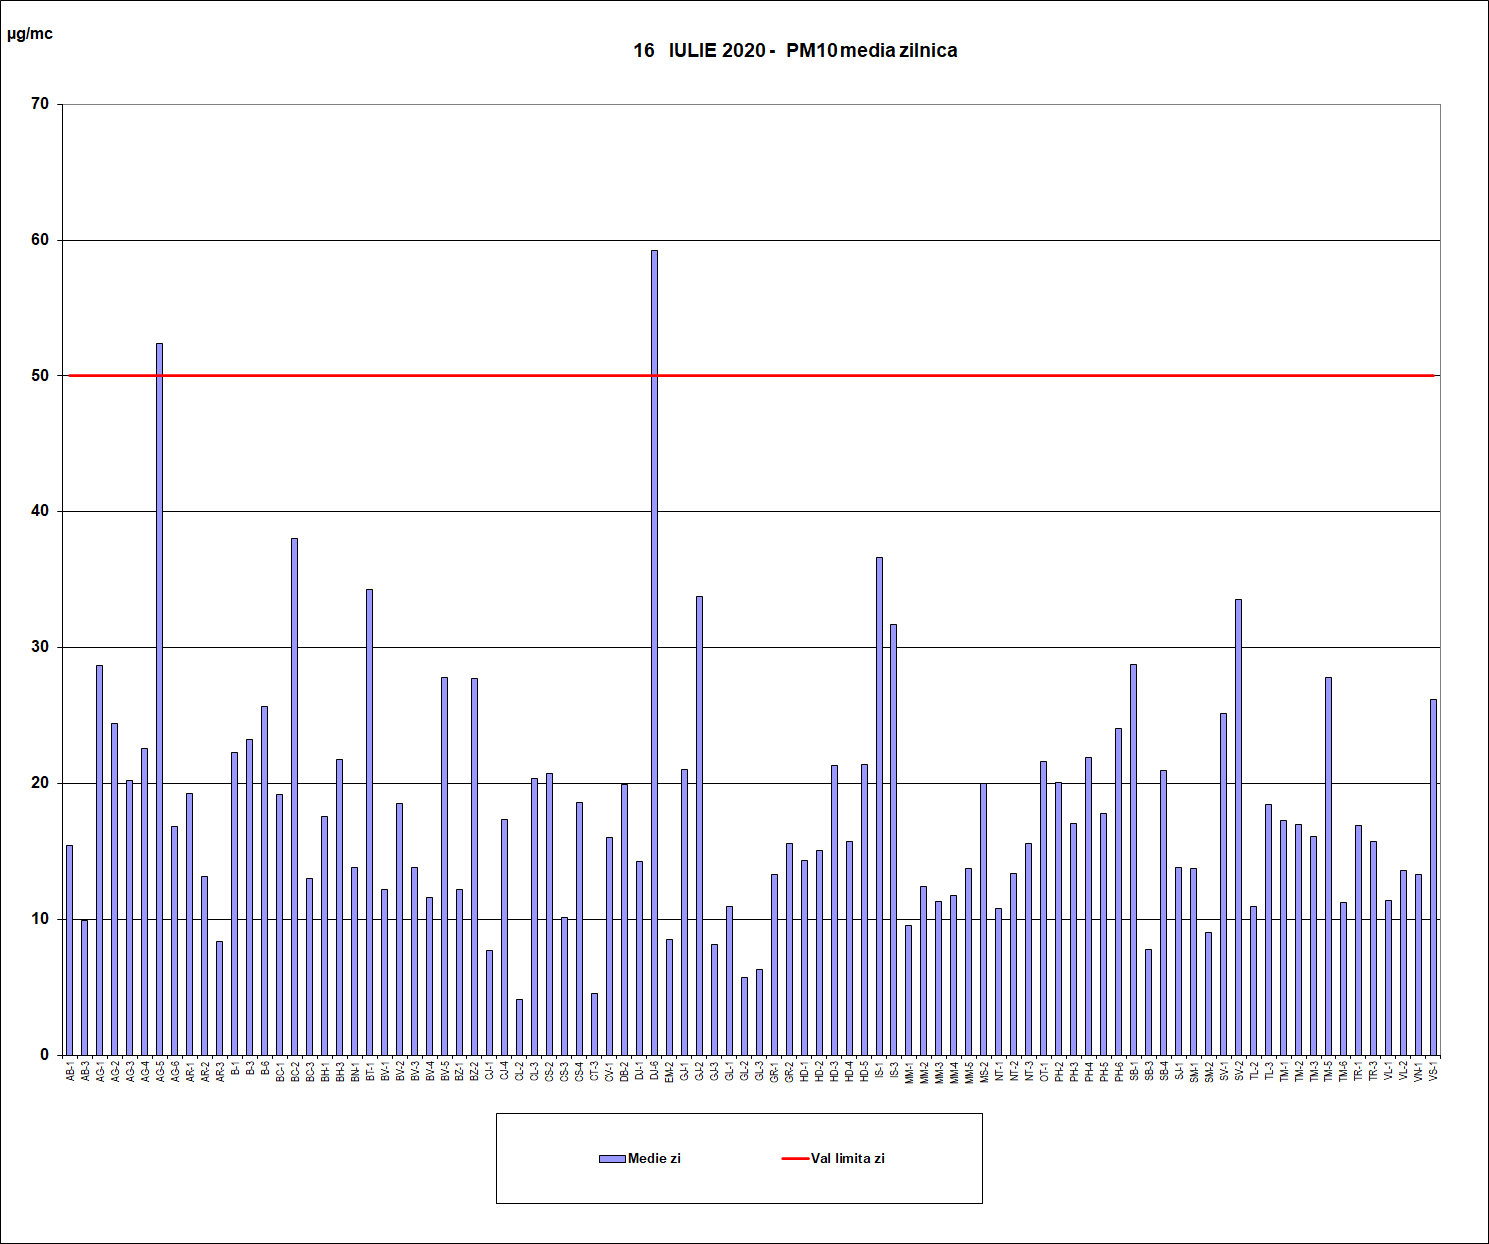 µg/mc
16 IULIE 2020 - PM10 media zilnica
70
60
50
40
30
20
10
0
AB-1 AB-3 AG-1 AG-2 AG-3 AG-4 AG-5 AG-6 AR-1 AR-2 AR-3 B-1 B-3 B-6 BC-1 BC-2 BC-3 BH-1 BH-3 BN-1 BT-1 BV-1 BV-2 BV-3 BV-4 BV-5 BZ-1 BZ-2 CJ-1 CJ-4 CL-2 CL-3 CS-2 CS-3 CS-4 CT-3 CV-1 DB-2 DJ-1 DJ-6 EM-2 GJ-1 GJ-2 GJ-3 GL-1 GL-2 GL-3 GR-1 GR-2 HD-1 HD-2 HD-3 HD-4 HD-5 IS-1 IS-3 MM-1 MM-2 MM-3 MM-4 MM-5 MS-2 NT-1 NT-2 NT-3 OT-1 PH-2 PH-3 PH-4 PH-5 PH-6 SB-1 SB-3 SB-4 SJ-1 SM-1 SM-2 SV-1 SV-2 TL-2 TL-3 TM-1 TM-2 TM-3 TM-5 TM-6 TR-1 TR-3 VL-1 VL-2 VN-1 VS-1
Medie zi Val limita zi